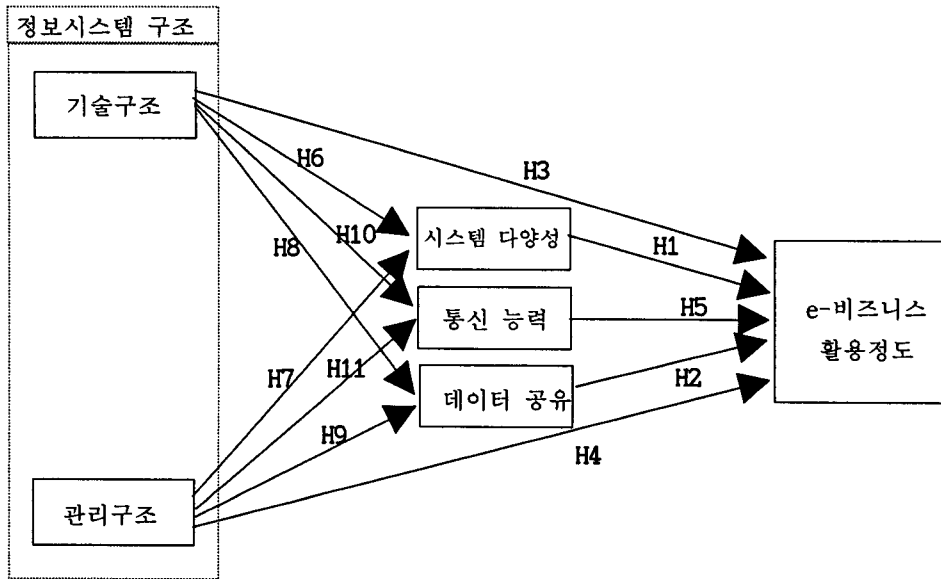 정보시스템 구조
기술구조
H6
H3
H10
H8
시스템 다양성
H1
통신 능력
H5
e-비즈니스
활용정도
H7
H11
데이터 공유
H2
H9
H4
관리구조